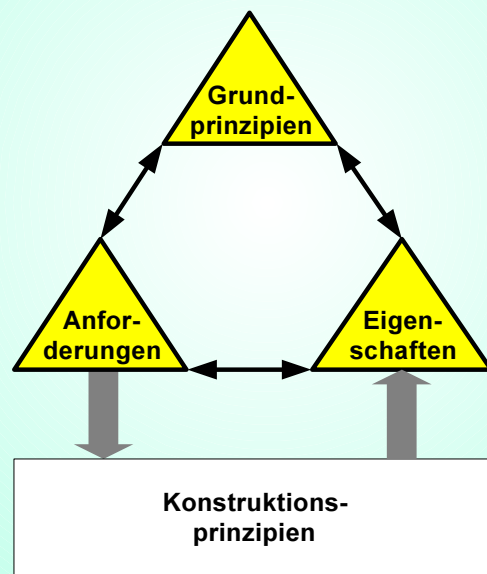 Grund-
prinzipien
Anfor-
derungen
Eigen-
schaften
Konstruktions-
prinzipien